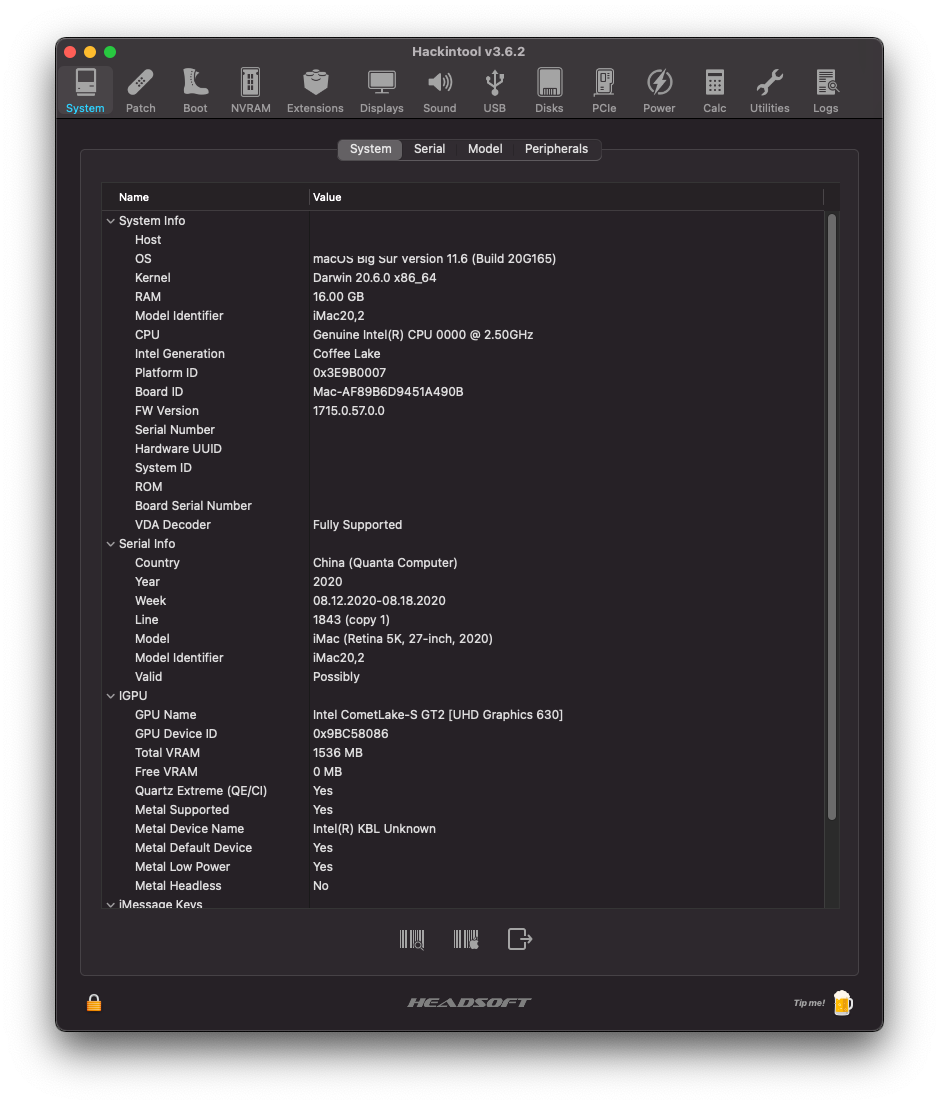 Hackintool v3.6.2
System Patch Boot NVRAM Extensions Displays Sound USB Disks PCIe Power Calc Utilities Logs
System Serial Model Peripherals
Name Value
System Info
Host
OS macOS Big Sur Version 11.6 (Build 20G165)
Kernel Darwin 20.6.0 x86_64
RAM 16.00 GB
Model Identifier iMac20,2
CPU Genuine Intel(R) CPU 0000 @ 2.50GHz
Intel Generation Coffee Lake
Platform ID 0x3E9B0007
Board ID Mac-AF89B6D9451A490B
FW Version 1715.0.57.0.0
Serial Number
Hardware UUID
System ID
ROM
Board Serial Number
VDA Decoder Fully Supported
Serial Info
Country China (Quanta Computer)
Year 2020
Week 08.12.2020-08.18.2020
Line 1843 (copy 1)
Model iMac (Retina 5K, 27-inch, 2020)
Model Identifier iMac20,2
Valid Possibly
IGPU
GPU Name Intel CometLake-S GT2 [UHD Graphics 630]
GPU Device ID 0x9BC58086
Total VRAM 1536 MB
Free VRAM 0 MB
Quartz Extreme (QE/CI) Yes
Metal Supported Yes
Metal Device Name Intel(R) KBL Unknown
Metal Default Device Yes
Metal Low Power Yes
Metal Headless No
iMessage Keys
HEADSOFT
Tip me!